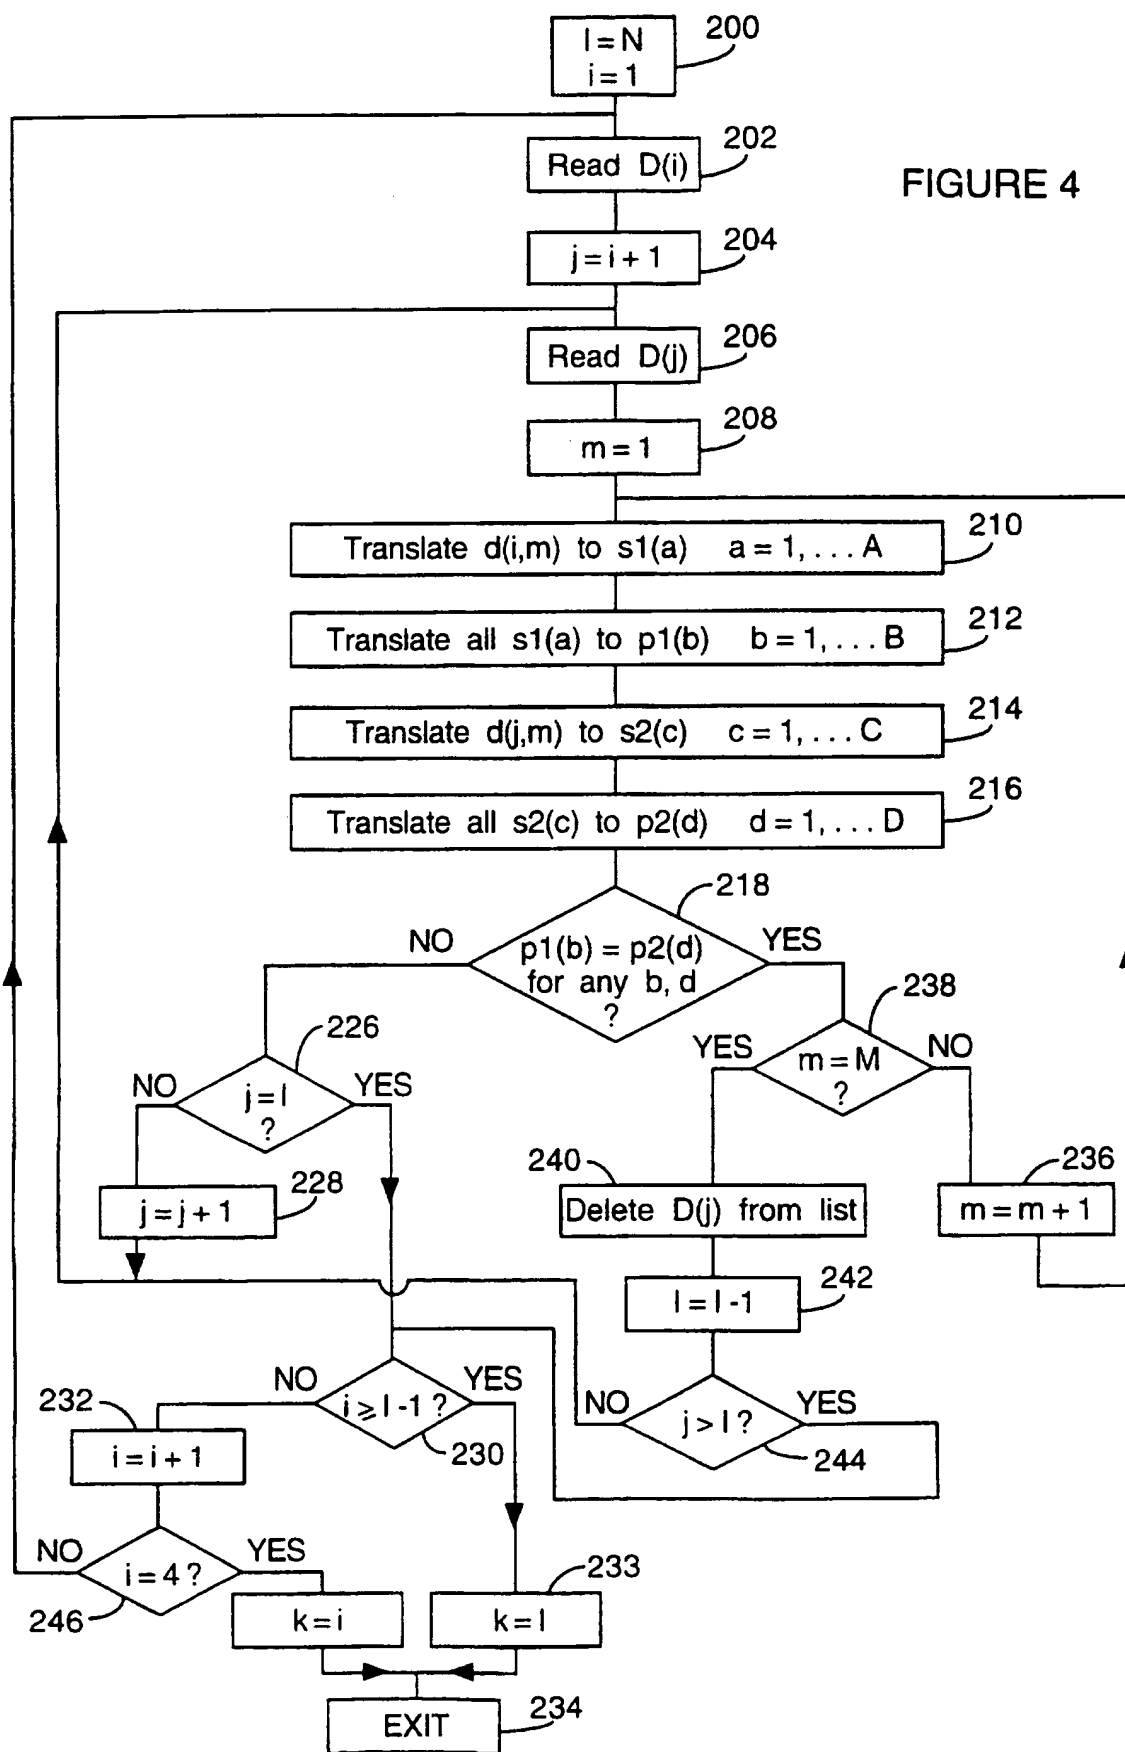 l = N
i = 1
200
Read D(i)
202
FIGURE 4
j = i + 1
204
Read D(j)
206
m = 1
208
Translate d(i,m) to s1(a) a = 1, . . . A
210
Translate all s1(a) to p1(b) b = 1, . . . B
212
Translate d(j,m) to s2(c) c = 1, . . . C
214
Translate all s2(c) to p2(d) d = 1, . . . D
216
218
NO
p1(b) = p2(d)
for any b, d
?
YES
238
YES
m = M
?
NO
226
NO
j = l
?
YES
240
236
228
j = j + 1
Delete D(j) from list
m = m + 1
242
l = l - 1
NO
i ≥ l - 1 ?
YES
230
NO
j > l ?
YES
244
232
i = i + 1
NO
i = 4 ?
YES
246
233
k = i
k = l
EXIT
234